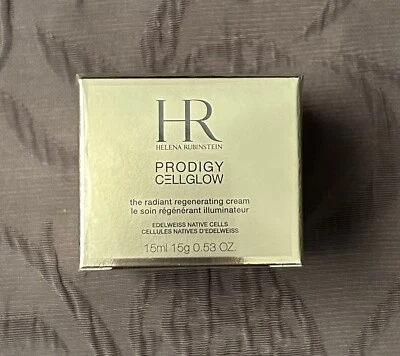 HR
HELENA RUBINSTEIN
PRODIGY
CELLGLOW
the radiant regenerating cream
le soin régénérant illuminateur
EDELWEISS NATIVE CELLS
CELLULES NATIVES D'EDELWEISS
15ml 15g 0.53 OZ.